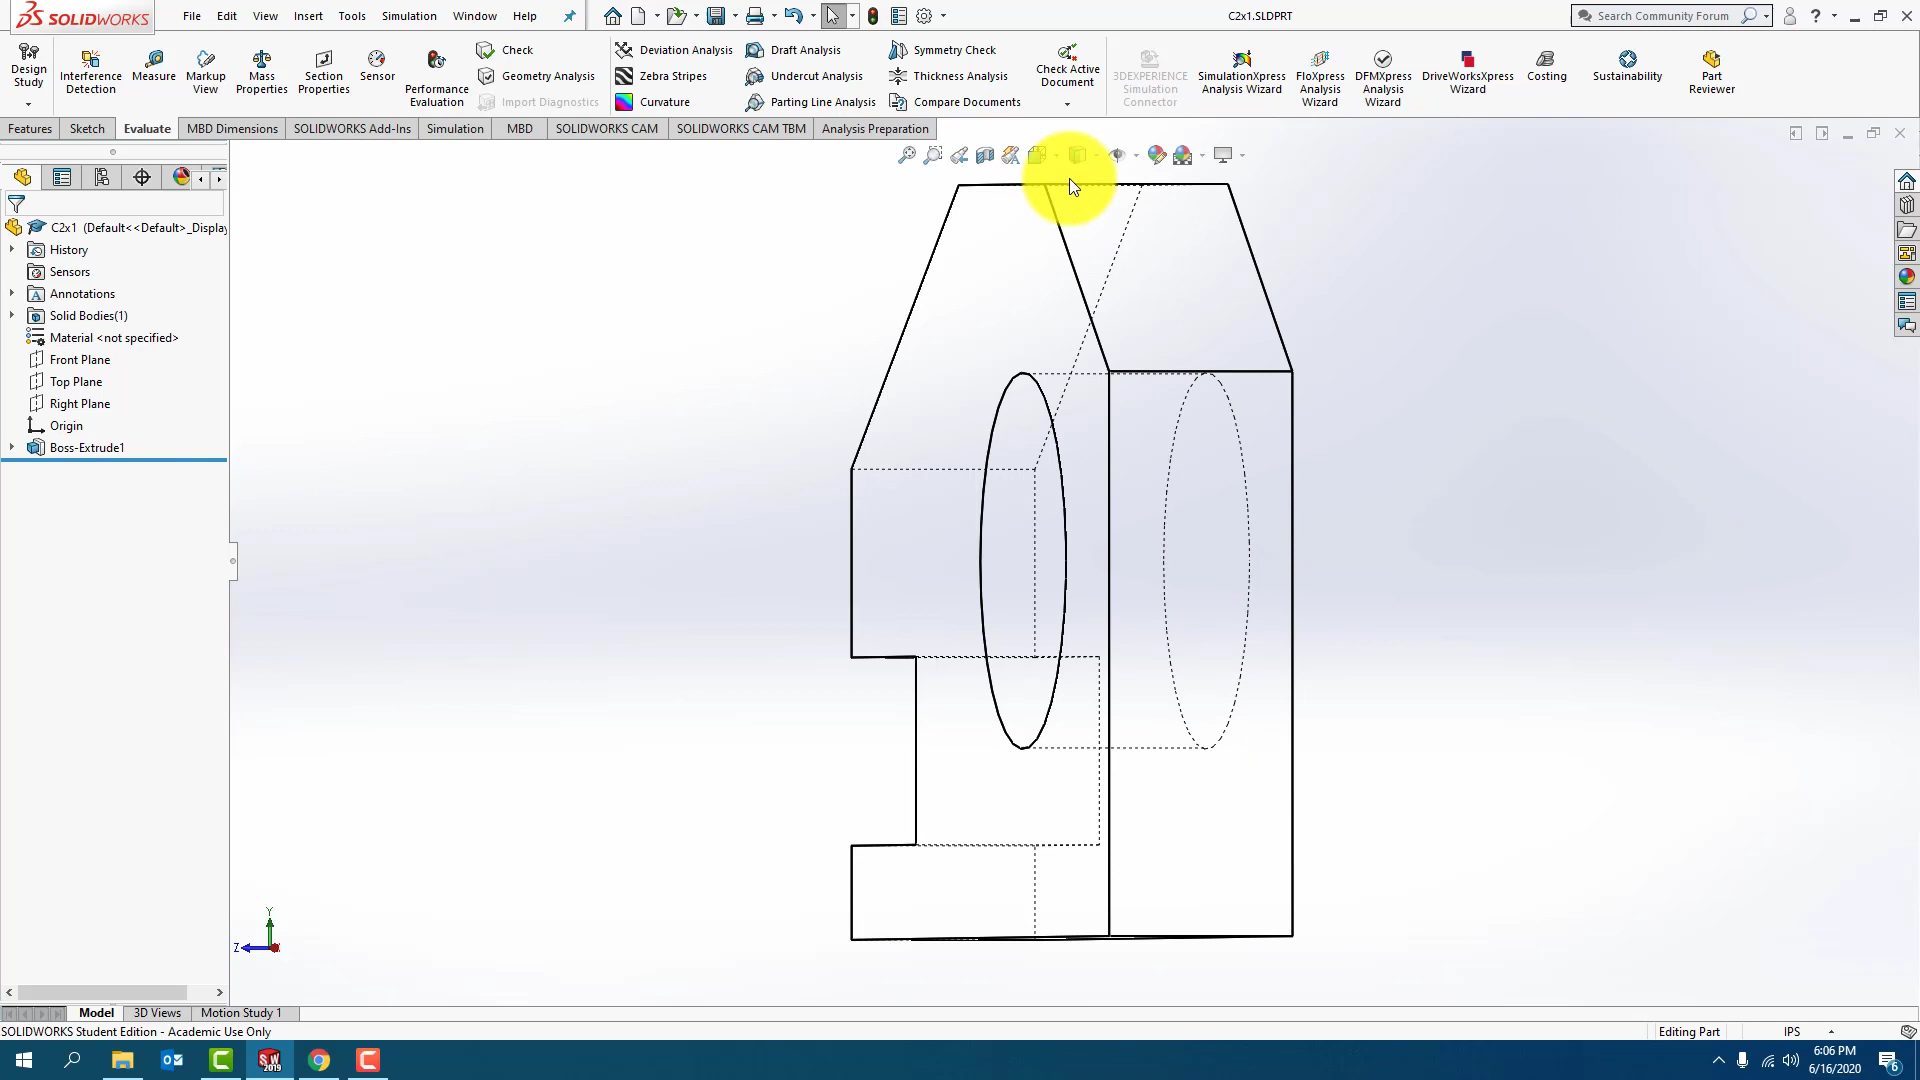 SOLIDWORKS File Edit View Insert Tools Simulation Window Help C2x1.SLDPRT Search Community Forum ?
Design Study Interference Detection Measure Markup View Mass Properties Section Properties Sensor Performance Evaluation
Check
Geometry Analysis
Import Diagnostics
Deviation Analysis
Zebra Stripes
Curvature
Draft Analysis
Undercut Analysis
Parting Line Analysis
Symmetry Check
Thickness Analysis
Compare Documents
Check Active Document 3DEXPERIENCE Simulation Connector SimulationXpress Analysis Wizard FloXpress Analysis Wizard DFMXpress Analysis Wizard DriveWorksXpress Wizard Costing Sustainability Part Reviewer
Features Sketch Evaluate MBD Dimensions SOLIDWORKS Add-Ins Simulation MBD SOLIDWORKS CAM SOLIDWORKS CAM TBM Analysis Preparation
C2x1 (Default<<Default>_Display
History
Sensors
Annotations
Solid Bodies(1)
Material <not specified>
Front Plane
Top Plane
Right Plane
Origin
Boss-Extrude1
Y
Z
Model 3D Views Motion Study 1
SOLIDWORKS Student Edition - Academic Use Only Editing Part IPS
SW 2019 6:06 PM
6/16/2020 6